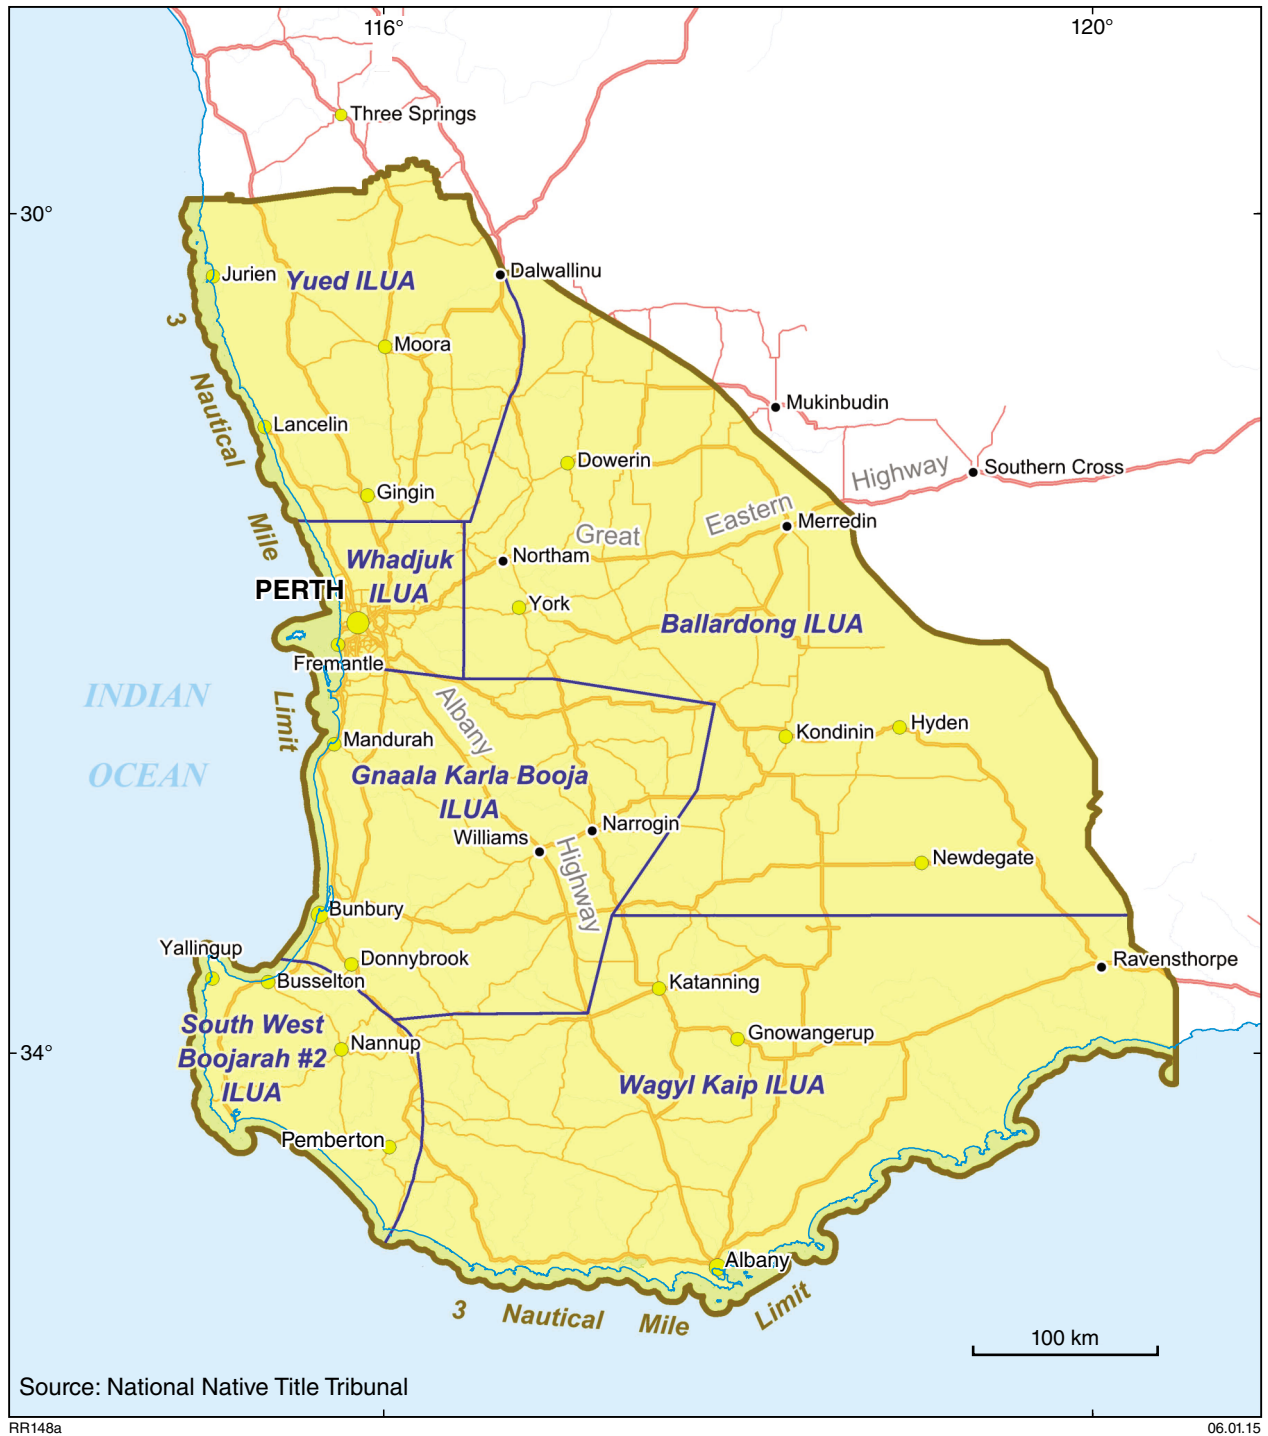 116°
120°
Three Springs
30°
Dalwallinu
Jurien
Yued ILUA
3
Moora
Nautical
Mukinbudin
Lancelin
Dowerin
Highway
Southern Cross
Gingin
Eastern
Mile
Great
Merredin
Whadjuk
ILUA
Northam
PERTH
York
Ballardong ILUA
Fremantle
INDIAN
OCEAN
Limit
Albany
Hyden
Kondinin
Mandurah
Gnaala Karla Booja
ILUA
Narrogin
Williams
Highway
Newdegate
Bunbury
Yallingup
Donnybrook
Ravensthorpe
Busselton
Katanning
South West
Boojarah #2
ILUA
Gnowangerup
Nannup
34°
Wagyl Kaip ILUA
Pemberton
Albany
3 Nautical Mile Limit
100 km
Source: National Native Title Tribunal
RR148a
06.01.15